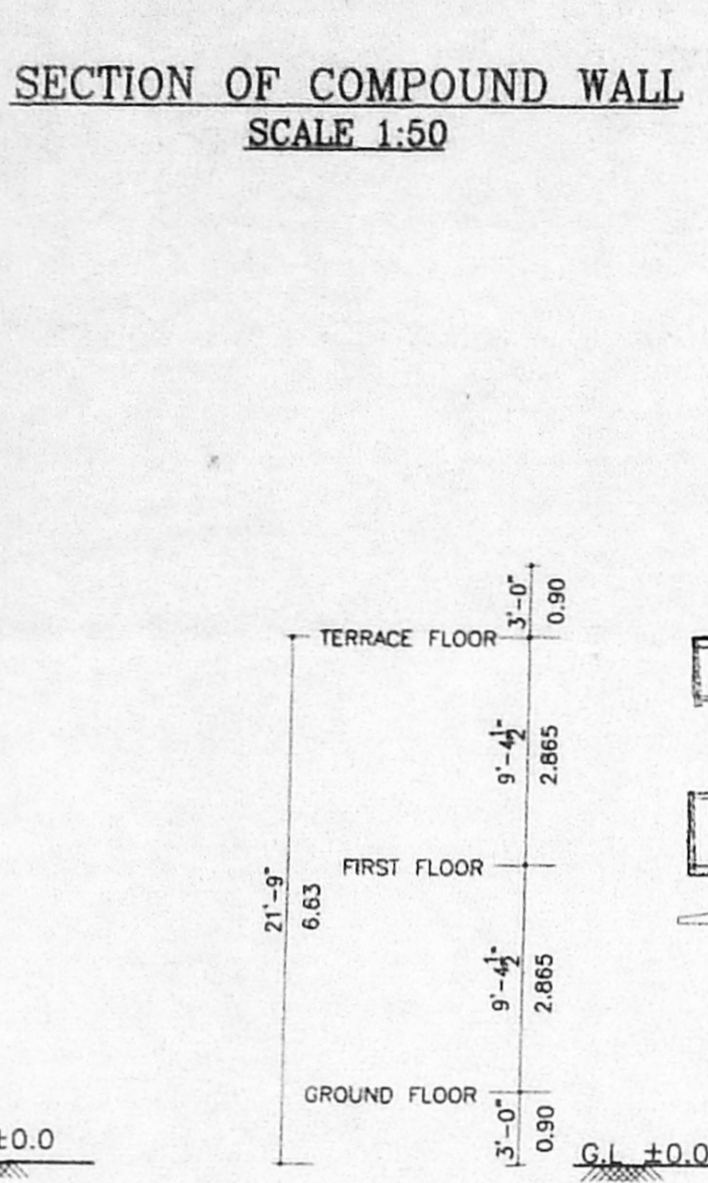 SECTION OF COMPOUND WALL
SCALE 1:50
3'-0"
0.90
TERRACE FLOOR
9'-4½"
2.865
FIRST FLOOR
21'-9"
6.63
9'-4½"
2.865
GROUND FLOOR
3'-0"
0.90
±0.0
G.L ±0.0